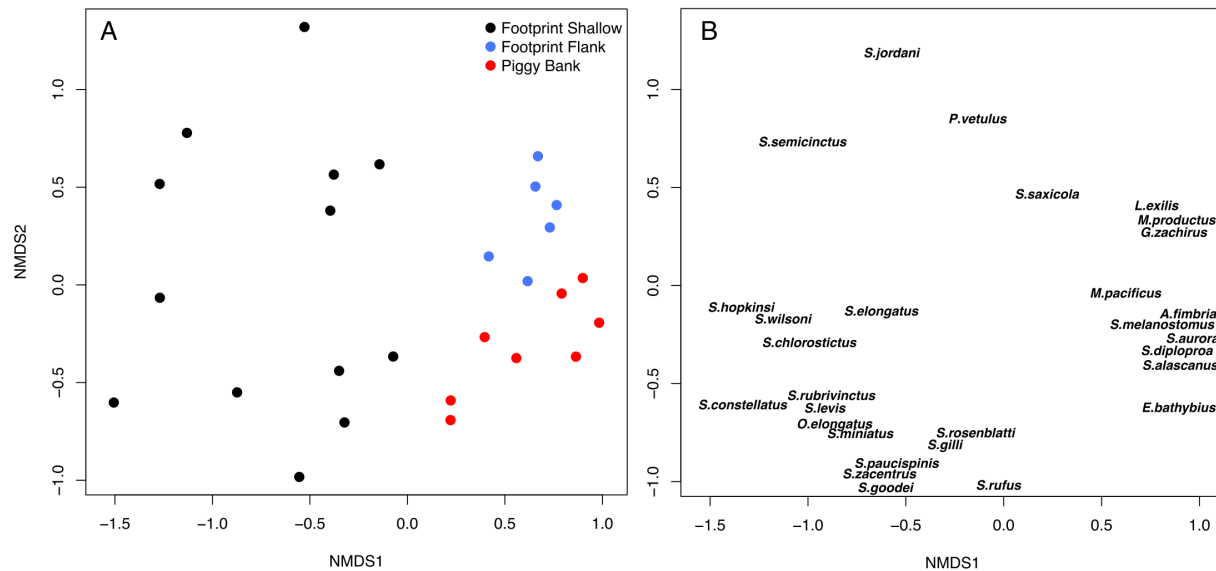 A
Footprint Shallow
Footprint Flank
Piggy Bank
1.0
0.5
0.0
−0.5
−1.0
NMDS2
−1.5
−1.0
−0.5
0.0
0.5
1.0
NMDS1
B
S.jordani
P.vetulus
S.semicinctus
S.saxicola
L.exilis
M.productus
G.zachirus
M.pacificus
S.hopkinsi
S.elongatus
A.fimbria
S.wilsoni
S.melanostomus
S.chlorostictus
S.aurora
S.diploproa
S.alascanus
S.rubrivinctus
S.constellatus
S.levis
E.bathybius
O.elongatus
S.miniatus
S.rosenblatti
S.gilli
S.paucispinis
S.zacentrus
S.goodei
S.rufus
1.0
0.5
0.0
−0.5
−1.0
−1.5
−1.0
−0.5
0.0
0.5
1.0
NMDS1